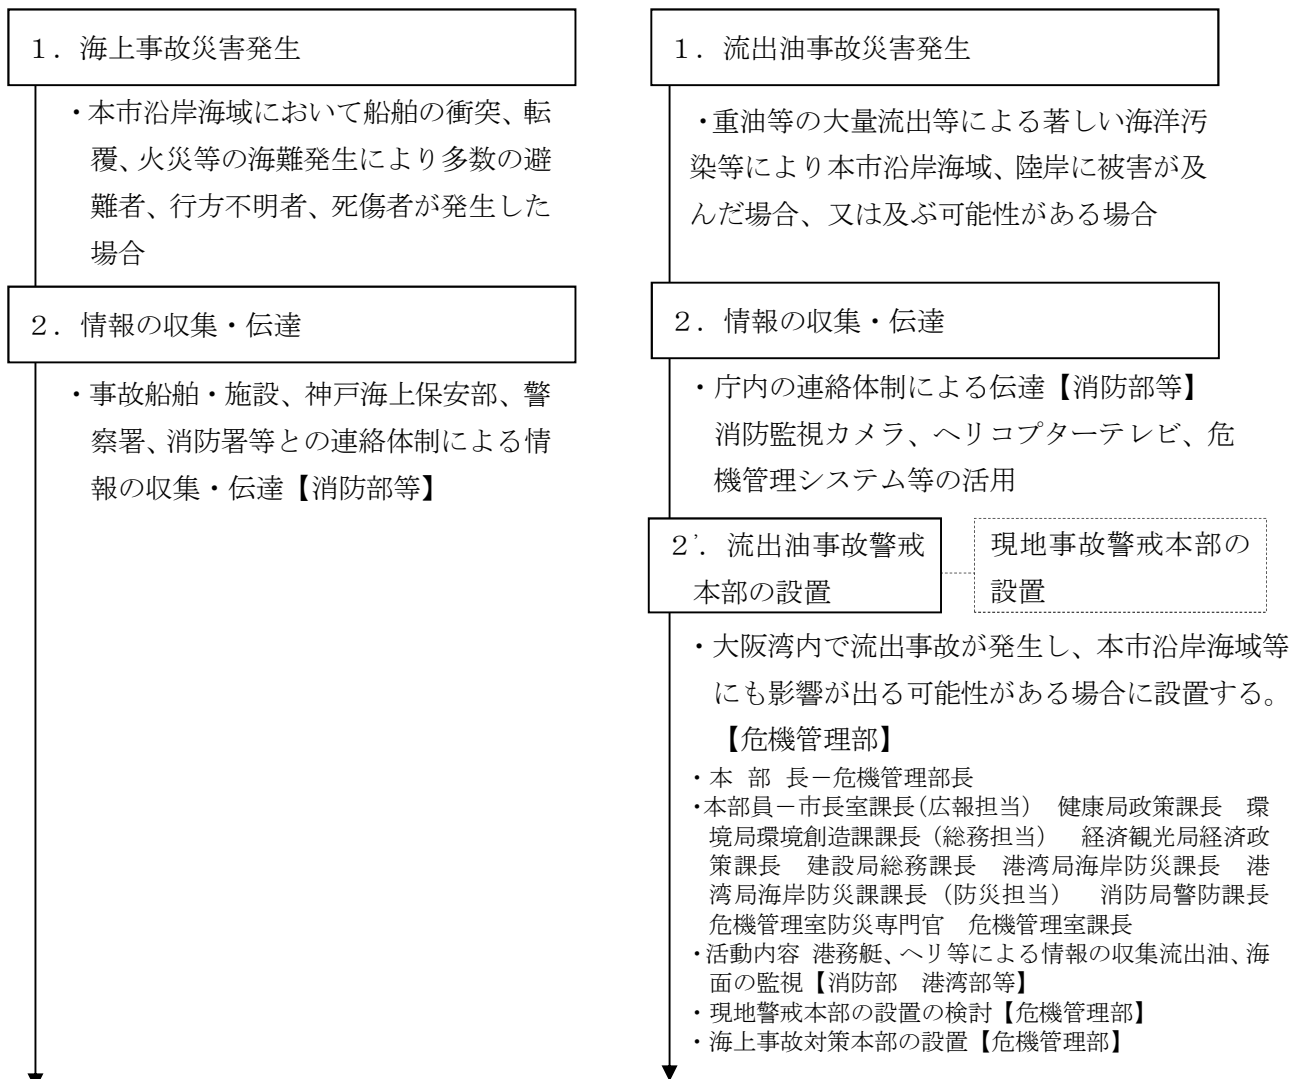 １．海上事故災害発生
・本市沿岸海域において船舶の衝突、転
覆、火災等の海難発生により多数の避
難者、行方不明者、死傷者が発生した
場合
２．情報の収集・伝達
・事故船舶・施設、神戸海上保安部、警
察署、消防署等との連絡体制による情
報の収集・伝達【消防部等】
１．流出油事故災害発生
・重油等の大量流出等による著しい海洋汚
染等により本市沿岸海域、陸岸に被害が及
んだ場合、又は及ぶ可能性がある場合
２．情報の収集・伝達
・庁内の連絡体制による伝達【消防部等】
消防監視カメラ、ヘリコプターテレビ、危
機管理システム等の活用
２’．流出油事故警戒
本部の設置
現地事故警戒本部の
設置
・大阪湾内で流出事故が発生し、本市沿岸海域等
にも影響が出る可能性がある場合に設置する。
【危機管理部】
・本　部　長－危機管理部長
・本部員－市長室課長(広報担当)　健康局政策課長　環
境局環境創造課課長（総務担当）　経済観光局経済政
策課長　建設局総務課長　港湾局海岸防災課長　港
湾局海岸防災課課長（防災担当）　消防局警防課長
危機管理室防災専門官　危機管理室課長
・活動内容 港務艇、ヘリ等による情報の収集流出油、海
面の監視【消防部　港湾部等】
・現地警戒本部の設置の検討【危機管理部】
・海上事故対策本部の設置【危機管理部】